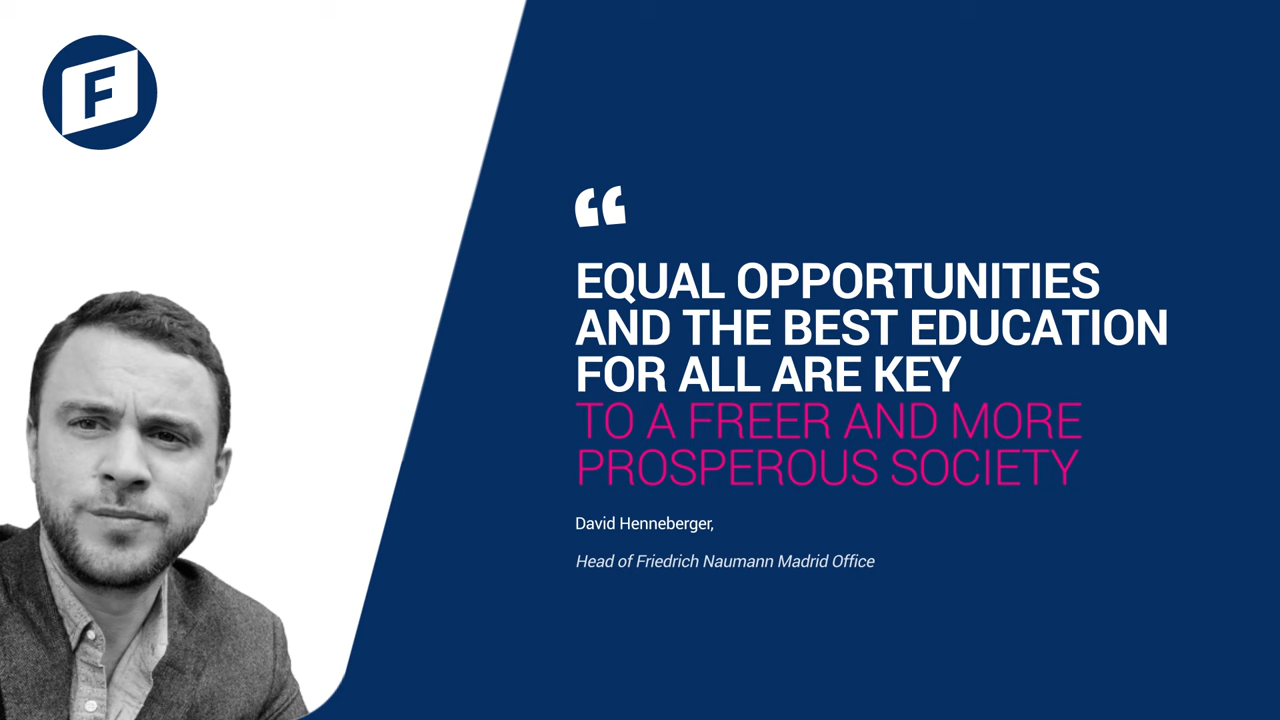 F
“
EQUAL OPPORTUNITIES
AND THE BEST EDUCATION
FOR ALL ARE KEY
TO A FREER AND MORE
PROSPEROUS SOCIETY
David Henneberger,
Head of Friedrich Naumann Madrid Office